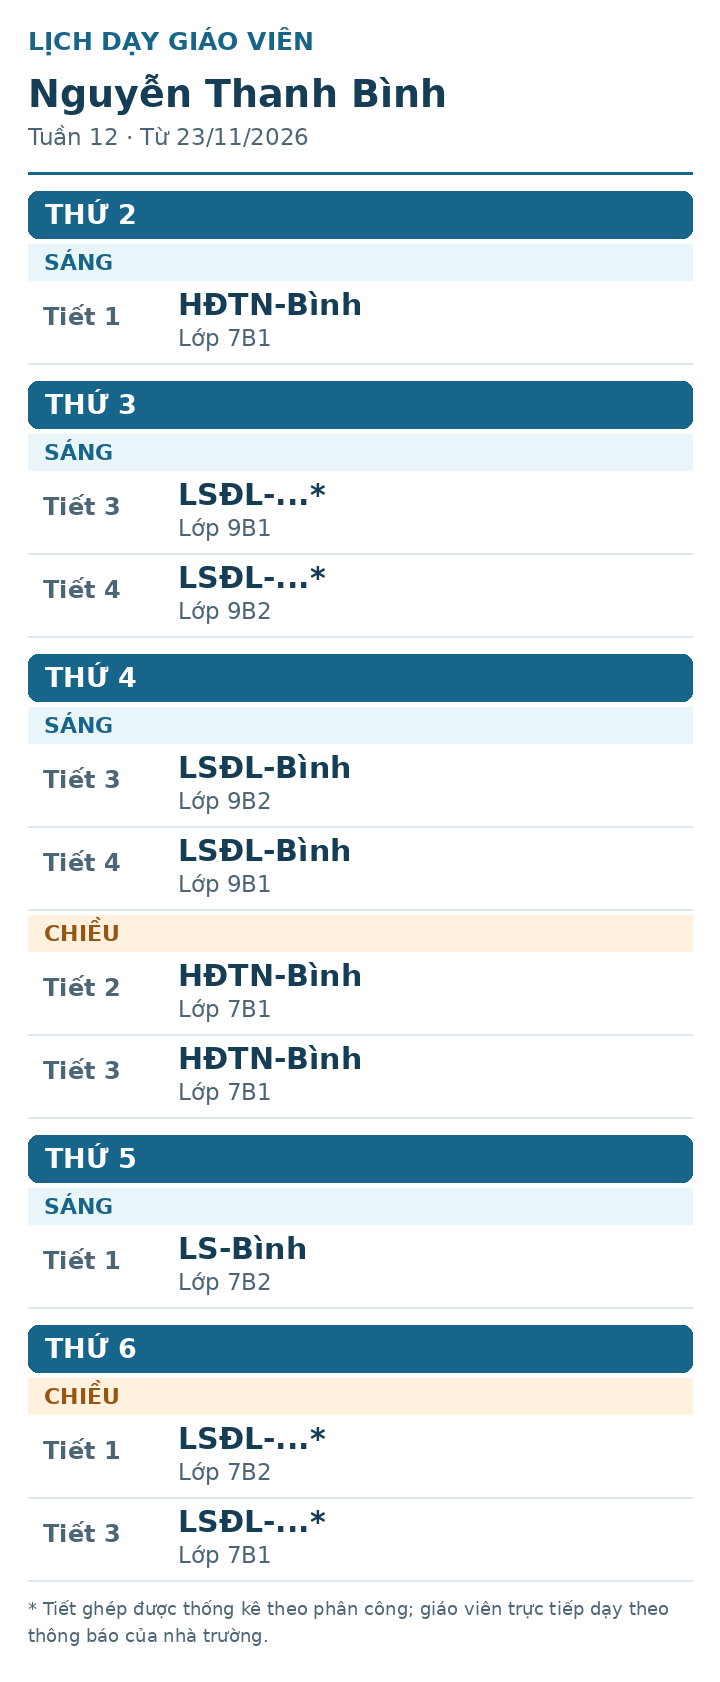 LỊCH DẠY GIÁO VIÊN
Nguyễn Thanh Bình
Tuần 12 · Từ 23/11/2026
THỨ 2
SÁNG
Tiết 1
HĐTN-Bình
Lớp 7B1
THỨ 3
SÁNG
Tiết 3
LSĐL-...*
Lớp 9B1
Tiết 4
LSĐL-...*
Lớp 9B2
THỨ 4
SÁNG
Tiết 3
LSĐL-Bình
Lớp 9B2
Tiết 4
LSĐL-Bình
Lớp 9B1
CHIỀU
Tiết 2
HĐTN-Bình
Lớp 7B1
Tiết 3
HĐTN-Bình
Lớp 7B1
THỨ 5
SÁNG
Tiết 1
LS-Bình
Lớp 7B2
THỨ 6
CHIỀU
Tiết 1
LSĐL-...*
Lớp 7B2
Tiết 3
LSĐL-...*
Lớp 7B1
* Tiết ghép được thống kê theo phân công; giáo viên trực tiếp dạy theo
thông báo của nhà trường.